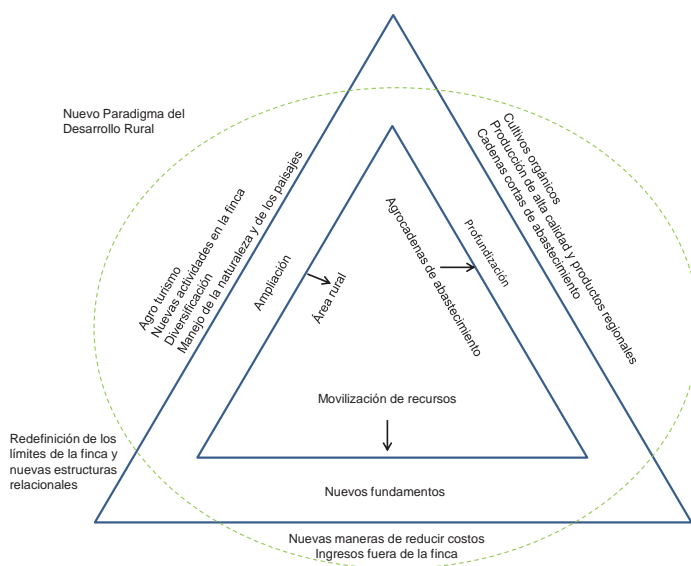 Nuevo Paradigma del
Desarrollo Rural
Agro turismo
Nuevas actividades en la finca
Diversificación
Manejo de la naturaleza y de los paisajes
Ampliación
Área rural
Agrocadenas de abastecimiento
Profundización
Cultivos orgánicos
Producción de alta calidad y productos regionales
Cadenas cortas de abastecimiento
Movilización de recursos
Redefinición de los
límites de la finca y
nuevas estructuras
relacionales
Nuevos fundamentos
Nuevas maneras de reducir costos
Ingresos fuera de la finca